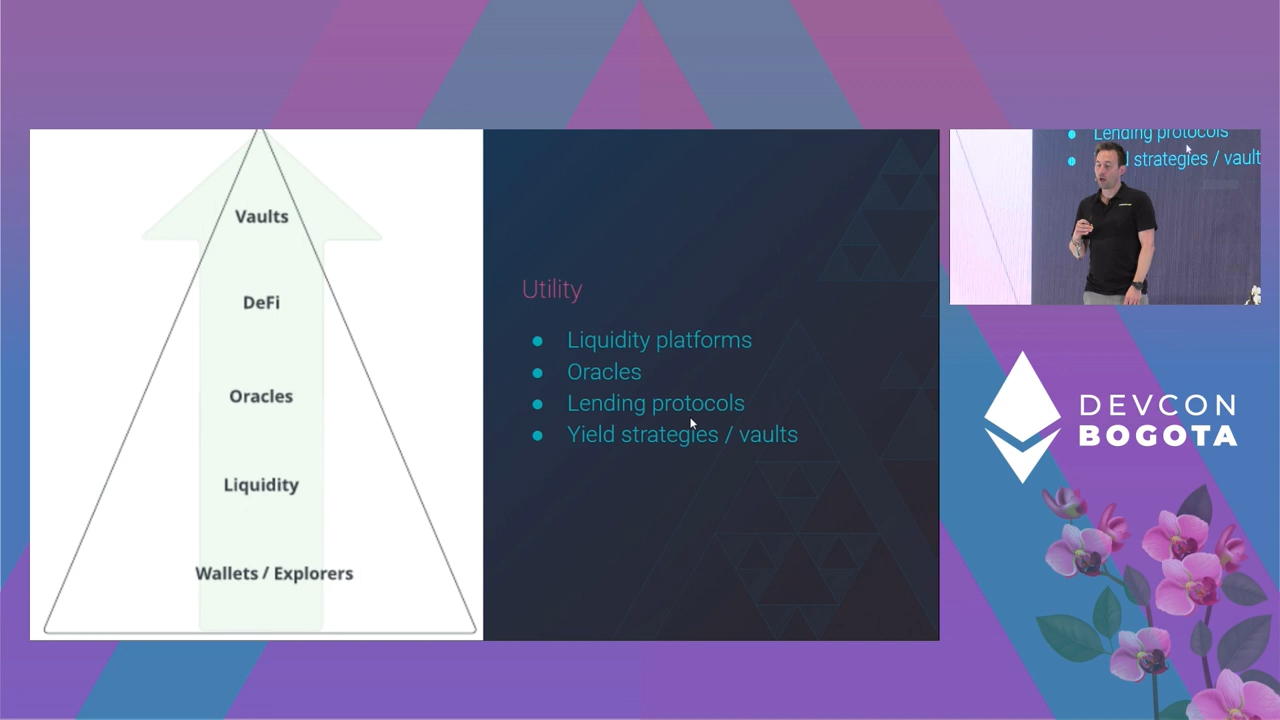 Vaults
DeFi
Oracles
Liquidity
Wallets / Explorers
Utility
● Liquidity platforms
● Oracles
● Lending protocols
● Yield strategies / vaults
● Lending protocols
strategies / vault
DEVCON
BOGOTA